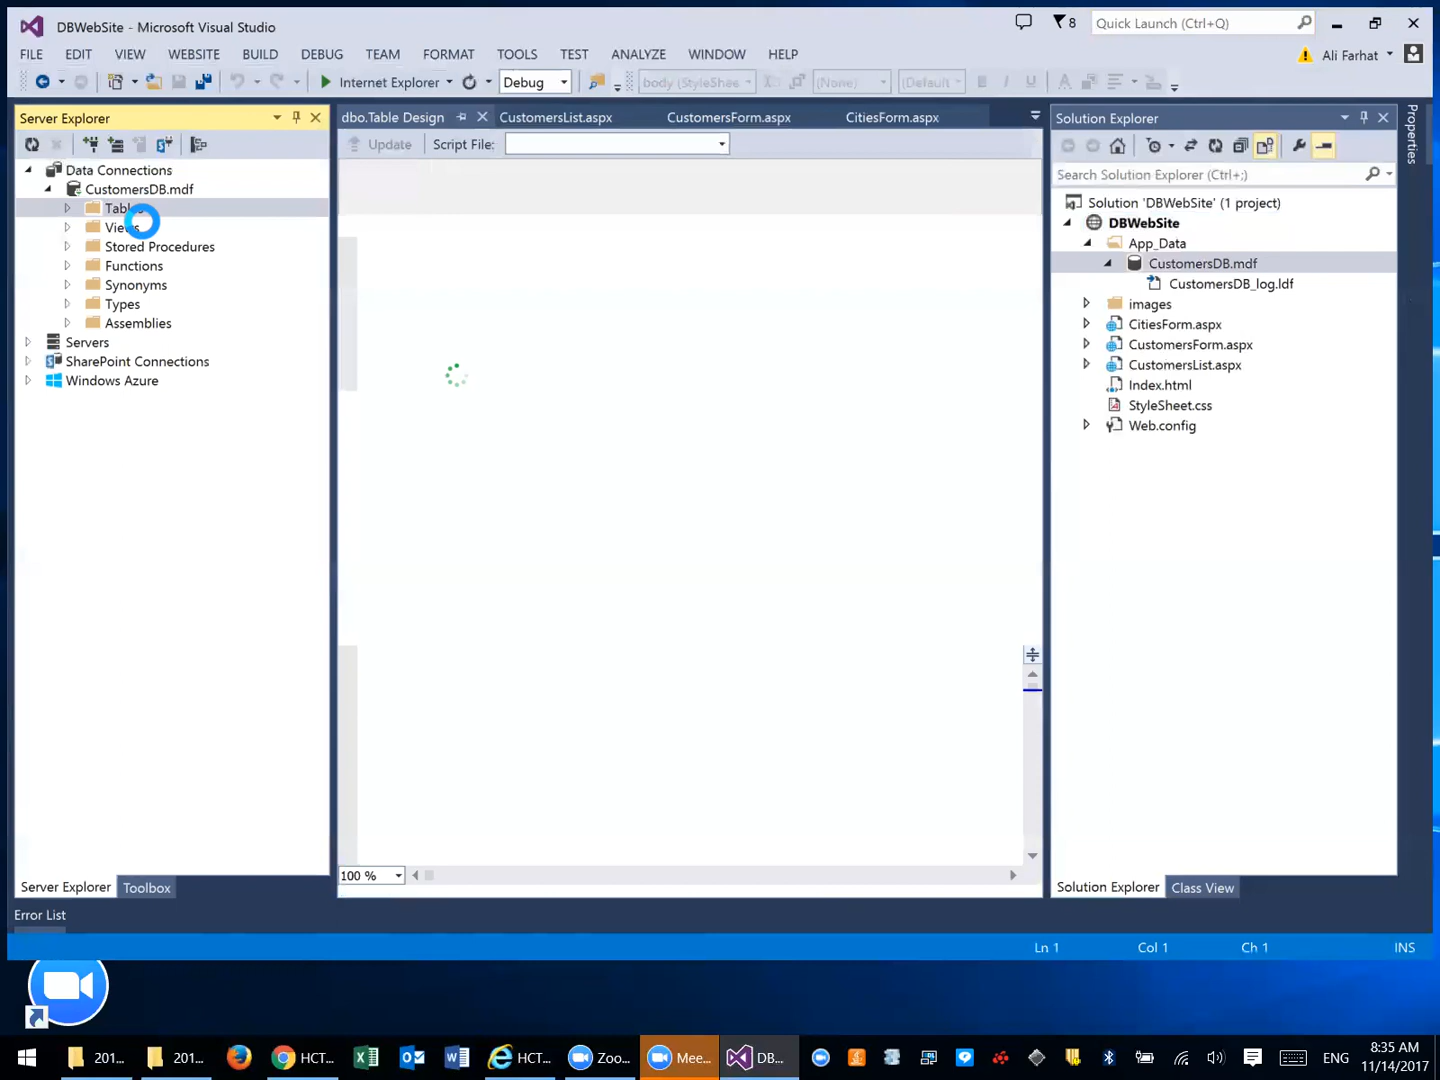 DBWebSite - Microsoft Visual Studio
8
Quick Launch (Ctrl+Q)
FILE EDIT VIEW WEBSITE BUILD DEBUG TEAM FORMAT TOOLS TEST ANALYZE WINDOW HELP
Ali Farhat
Internet Explorer
Debug
body (StyleShee
(None)
(Default
B I U
Server Explorer
Data Connections
CustomersDB.mdf
Stored Procedures
Functions
Synonyms
Types
Assemblies
Servers
SharePoint Connections
Windows Azure
Server Explorer
Toolbox
Error List
dbo.Table Design
CustomersList.aspx
CustomersForm.aspx
CitiesForm.aspx
Update
Script File:
100 %
Solution Explorer
Search Solution Explorer (Ctrl+;)
Solution 'DBWebSite' (1 project)
DBWebSite
App_Data
CustomersDB.mdf
CustomersDB_log.ldf
images
CitiesForm.aspx
CustomersForm.aspx
CustomersList.aspx
Index.html
StyleSheet.css
Web.config
Solution Explorer
Class View
Properties
Ln 1
Col 1
Ch 1
INS
201...
201...
HCT...
HCT...
Zoo...
Mee...
DB...
ENG
8:35 AM
11/14/2017